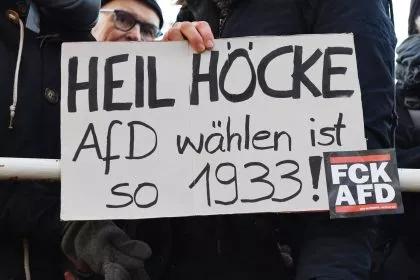 HEIL HÖCKE
AfD wählen ist
so 1933!
FCK
AFD